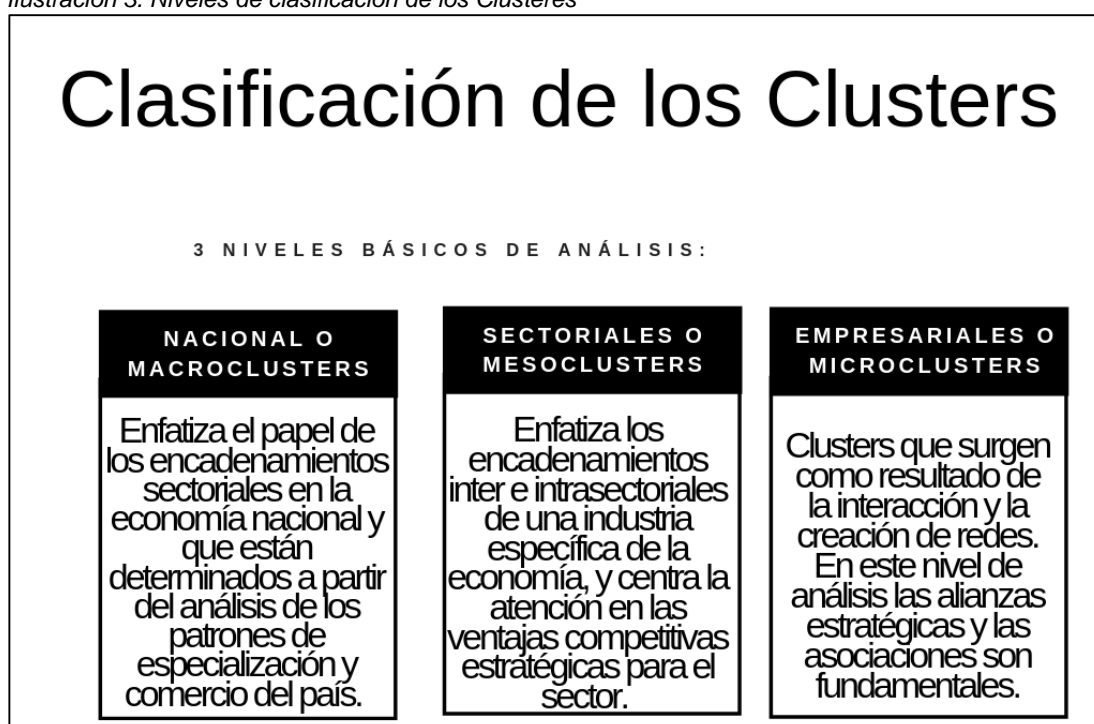 Ilustración 3. Niveles de clasificación de los Clústeres
Clasificación de los Clusters
3 NIVELES BÁSICOS DE ANÁLISIS:
NACIONAL O
MACROCLUSTERS
Enfatiza el papel de
los encadenamientos
sectoriales en la
economía nacional y
que están
determinados a partir
del análisis de los
patrones de
especialización y
comercio del país.
SECTORIALES O
MESOCLUSTERS
Enfatiza los
encadenamientos
inter e intrasectoriales
de una industria
específica de la
economía, y centra la
atención en las
ventajas competitivas
estratégicas para el
sector.
EMPRESARIALES O
MICROCLUSTERS
Clusters que surgen
como resultado de
la interacción y la
creación de redes.
En este nivel de
análisis las alianzas
estratégicas y las
asociaciones son
fundamentales.